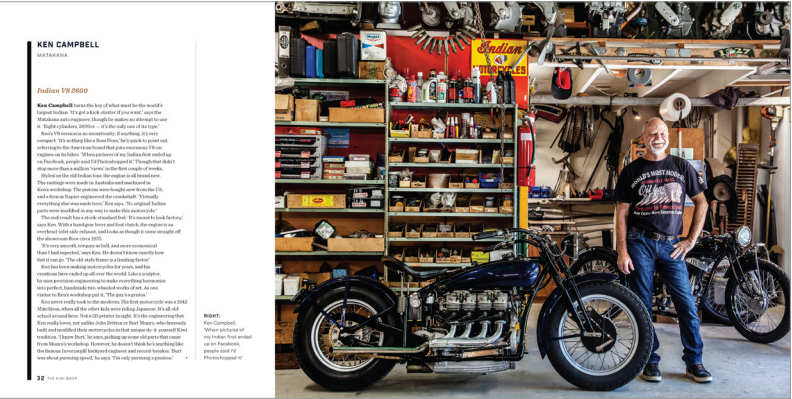 KEN CAMPBELL
MATAKANA
Indian V8 2600
Ken Campbell turns the key of what must be the world's
largest Indian. 'It's got a kick-starter if you want,' says the
Matakana auto engineer, though he makes no attempt to use
it. 'Eight cylinders, 2600cc – it's the only one of its type.'
Ken's V8 version is no monstrosity; if anything, it's very
compact. 'It's nothing like a Boss Hoss,' he's quick to point out,
referring to the American brand that puts enormous V8 car
engines on its bikes. 'When pictures of my Indian first ended up
on Facebook, people said I'd Photoshopped it.' Though that didn't
stop more than a million 'views' in the first couple of weeks.
Styled on the old Indian four, the engine is all brand new.
The castings were made in Australia and machined in
Ken's workshop. The pistons were bought new from the US,
and a firm in Napier engineered the crankshaft. 'Virtually
everything else was made here,' Ken says. 'No original Indian
parts were modified in any way to make this motorcycle.'
The end result has a stock-standard feel: 'It's meant to look factory,'
says Ken. With a hand gear lever and foot clutch, the engine is an
overhead-inlet side exhaust, and looks as though it came straight off
the showroom floor circa 1935.
'It's very smooth, torquey as hell, and more economical
than I had expected,' says Ken. He doesn't know exactly how
fast it can go. 'The old-style frame is a limiting factor.'
Ken has been making motorcycles for years, and his
creations have ended up all over the world. Like a sculptor,
he uses precision engineering to make everything harmonise
into perfect, handmade two-wheeled works of art. As one
visitor to Ken's workshop put it, 'The guy's a genius.'
Ken never really took to the moderns. His first motorcycle was a 1942
Matchless, when all the other kids were riding Japanese. It's all old-
school around here. Not a 3D printer in sight. It's the engineering that
Ken really loves, not unlike John Britten or Burt Munro, who famously
built and modified their motorcycles in that unique do-it-yourself Kiwi
tradition. 'I knew Burt,' he says, picking up some old parts that came
from Munro's workshop. However, he doesn't think he's anything like
the famous Invercargill backyard engineer and record-breaker. 'That
was about pursuing speed,' he says. 'I'm only pursuing a passion.'
RIGHT:
Ken Campbell.
'When pictures of
my Indian first ended
up on Facebook,
people said I'd
Photoshopped it.'
32 THE KIWI BIKER
Mobil
Indian
MOTORCYCLES
WORLD'S MOST MODERN